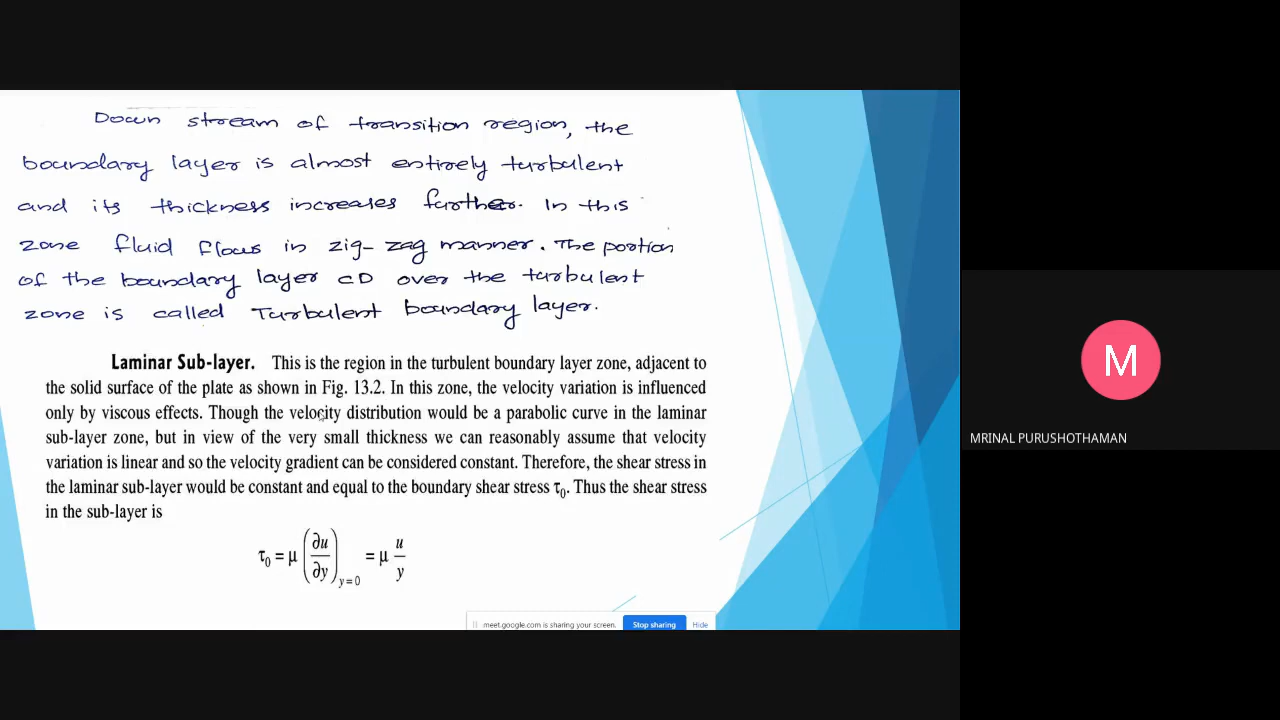 Down stream of transition region, the
boundary layer is almost entirely turbulent
and its thickness increases further. In this
zone fluid flows in zig-zag manner. The portion
of the boundary layer CD over the turbulent
zone is called Turbulent boundary layer.
Laminar Sub-layer. This is the region in the turbulent boundary layer zone, adjacent to
the solid surface of the plate as shown in Fig. 13.2. In this zone, the velocity variation is influenced
only by viscous effects. Though the velocity distribution would be a parabolic curve in the laminar
sub-layer zone, but in view of the very small thickness we can reasonably assume that velocity
variation is linear and so the velocity gradient can be considered constant. Therefore, the shear stress in
the laminar sub-layer would be constant and equal to the boundary shear stress τ₀. Thus the shear stress
in the sub-layer is
τ₀ = μ (∂u/∂y)y=0 = μ u/y
meet.google.com is sharing your screen. Stop sharing Hide
M
MRINAL PURUSHOTHAMAN